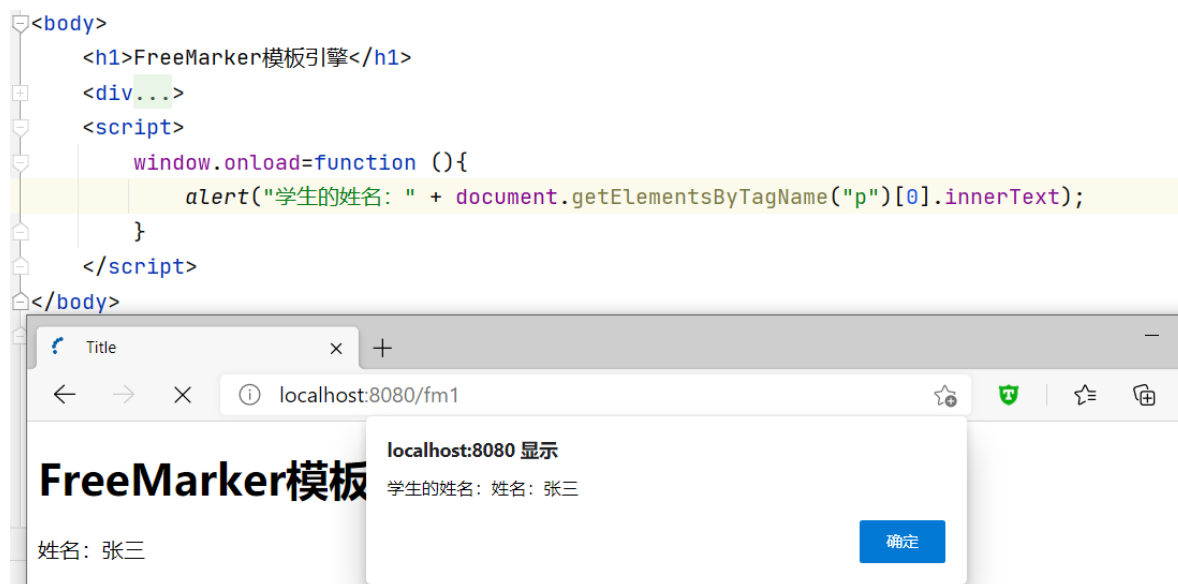 <body>
<h1>FreeMarker模板引擎</h1>
<div...>
<script>
window.onload=function (){
alert("学生的姓名：" + document.getElementsByTagName("p")[0].innerText);
}
</script>
</body>
Title
localhost:8080/fm1
localhost:8080 显示
学生的姓名：姓名：张三
确定
FreeMarker模板
姓名：张三